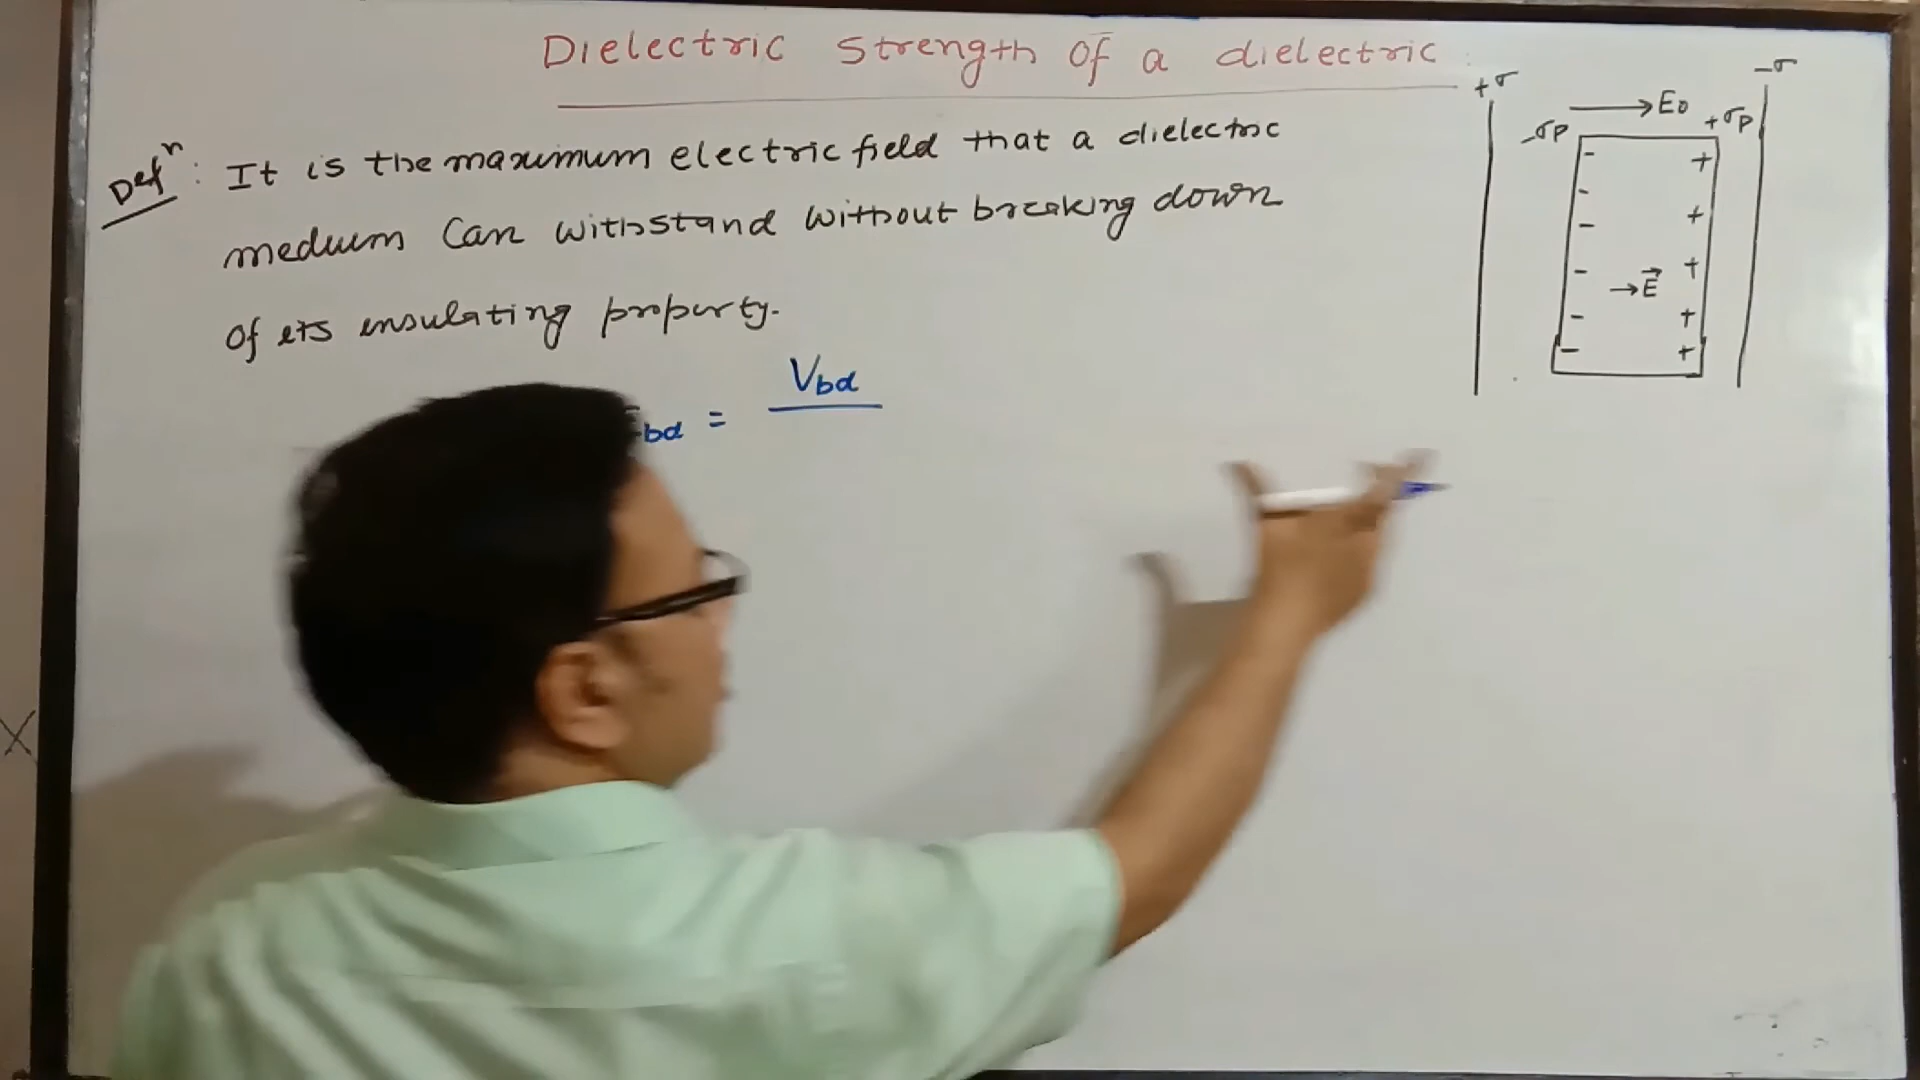 Dielectric Strength of a dielectric
Defⁿ: It is the maximum electric field that a dielectric
medium can withstand without breaking down
of its insulating property.
Ebd = Vbd
+σ
-σ
-σp
→ E0
+σp
- +
- +
-
- → E⃗ +
- +
- +
X